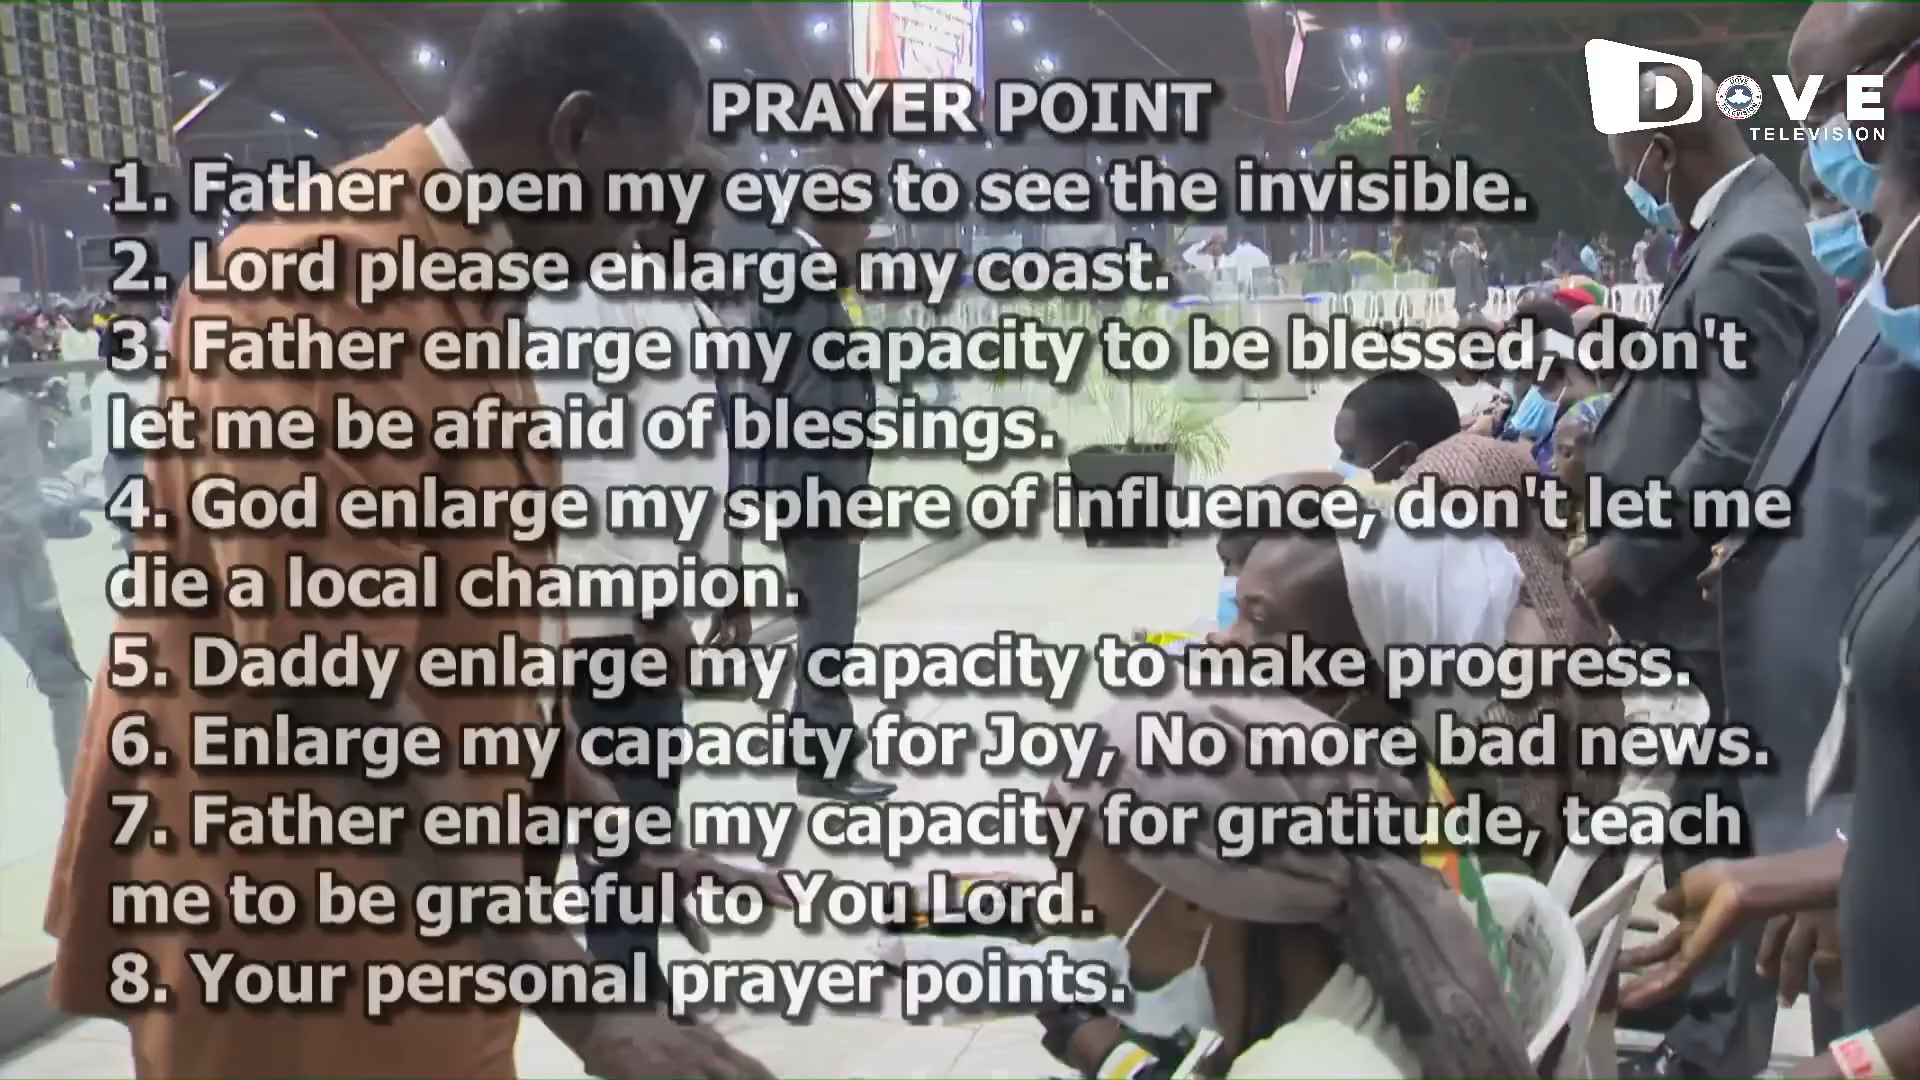 DOVE
TELEVISION
PRAYER POINT
1. Father open my eyes to see the invisible.
2. Lord please enlarge my coast.
3. Father enlarge my capacity to be blessed, don't
let me be afraid of blessings.
4. God enlarge my sphere of influence, don't let me
die a local champion.
5. Daddy enlarge my capacity to make progress.
6. Enlarge my capacity for Joy, No more bad news.
7. Father enlarge my capacity for gratitude, teach
me to be grateful to You Lord.
8. Your personal prayer points.